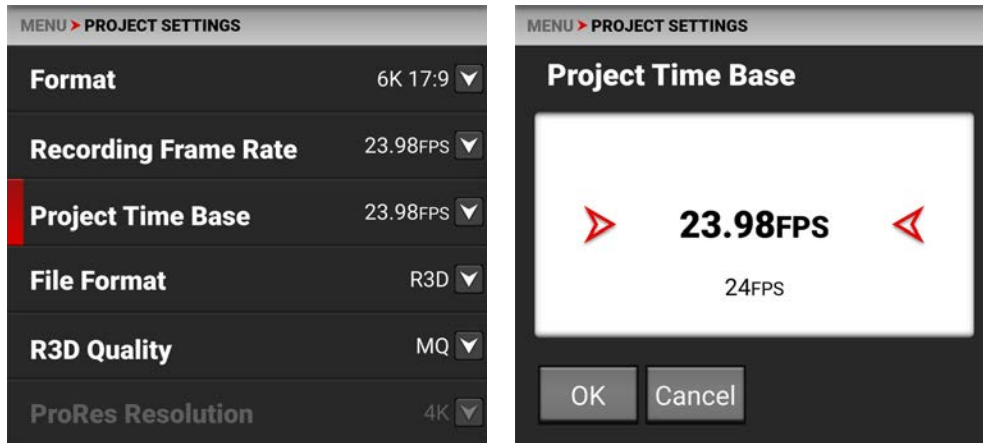 MENU > PROJECT SETTINGS
Format 6K 17:9
Recording Frame Rate 23.98FPS
Project Time Base 23.98FPS
File Format R3D
R3D Quality MQ
ProRes Resolution 4K
MENU > PROJECT SETTINGS
Project Time Base
23.98FPS
24FPS
OK Cancel